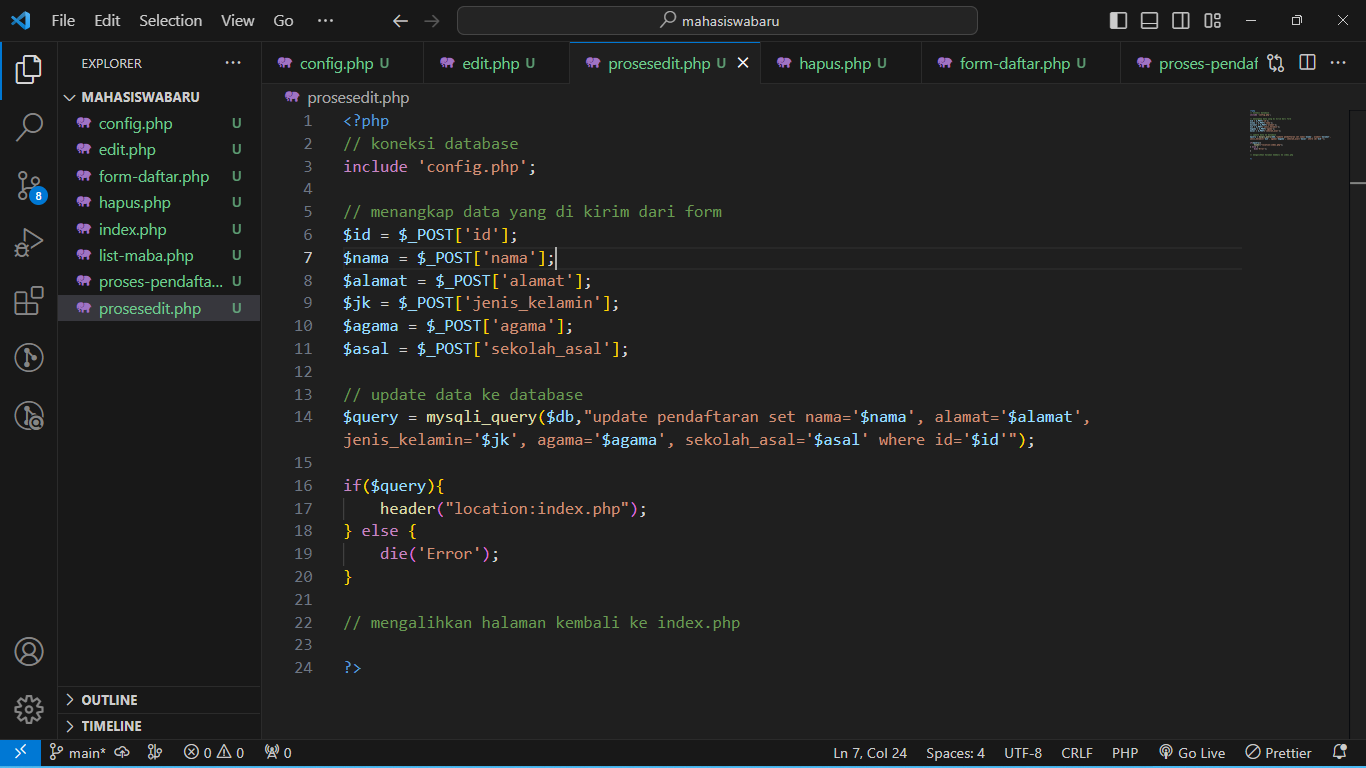 File Edit Selection View Go ··· mahasiswabaru
EXPLORER ···
config.php U edit.php U prosesedit.php U hapus.php U form-daftar.php U proses-pendaf ···
MAHASISWABARU
config.php U
edit.php U
form-daftar.php U
hapus.php U
index.php U
list-maba.php U
proses-pendafta... U
prosesedit.php U
8
OUTLINE
TIMELINE
prosesedit.php
1 <?php
2 // koneksi database
3 include 'config.php';
4
5 // menangkap data yang di kirim dari form
6 $id = $_POST['id'];
7 $nama = $_POST['nama'];
8 $alamat = $_POST['alamat'];
9 $jk = $_POST['jenis_kelamin'];
10 $agama = $_POST['agama'];
11 $asal = $_POST['sekolah_asal'];
12
13 // update data ke database
14 $query = mysqli_query($db,"update pendaftaran set nama='$nama', alamat='$alamat',
jenis_kelamin='$jk', agama='$agama', sekolah_asal='$asal' where id='$id'");
15
16 if($query){
17 header("location:index.php");
18 } else {
19 die('Error');
20 }
21
22 // mengalihkan halaman kembali ke index.php
23
24 ?>
main* 0 0 0 Ln 7, Col 24 Spaces: 4 UTF-8 CRLF PHP Go Live Prettier